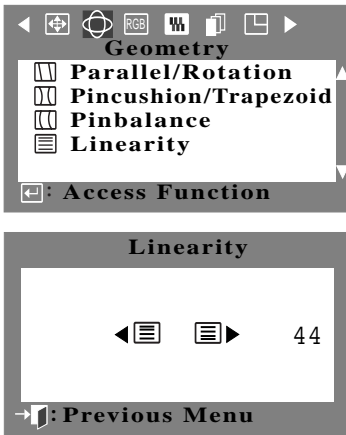 RGB
Geometry
Parallel/Rotation
Pincushion/Trapezoid
Pinbalance
Linearity
: Access Function
Linearity
44
: Previous Menu